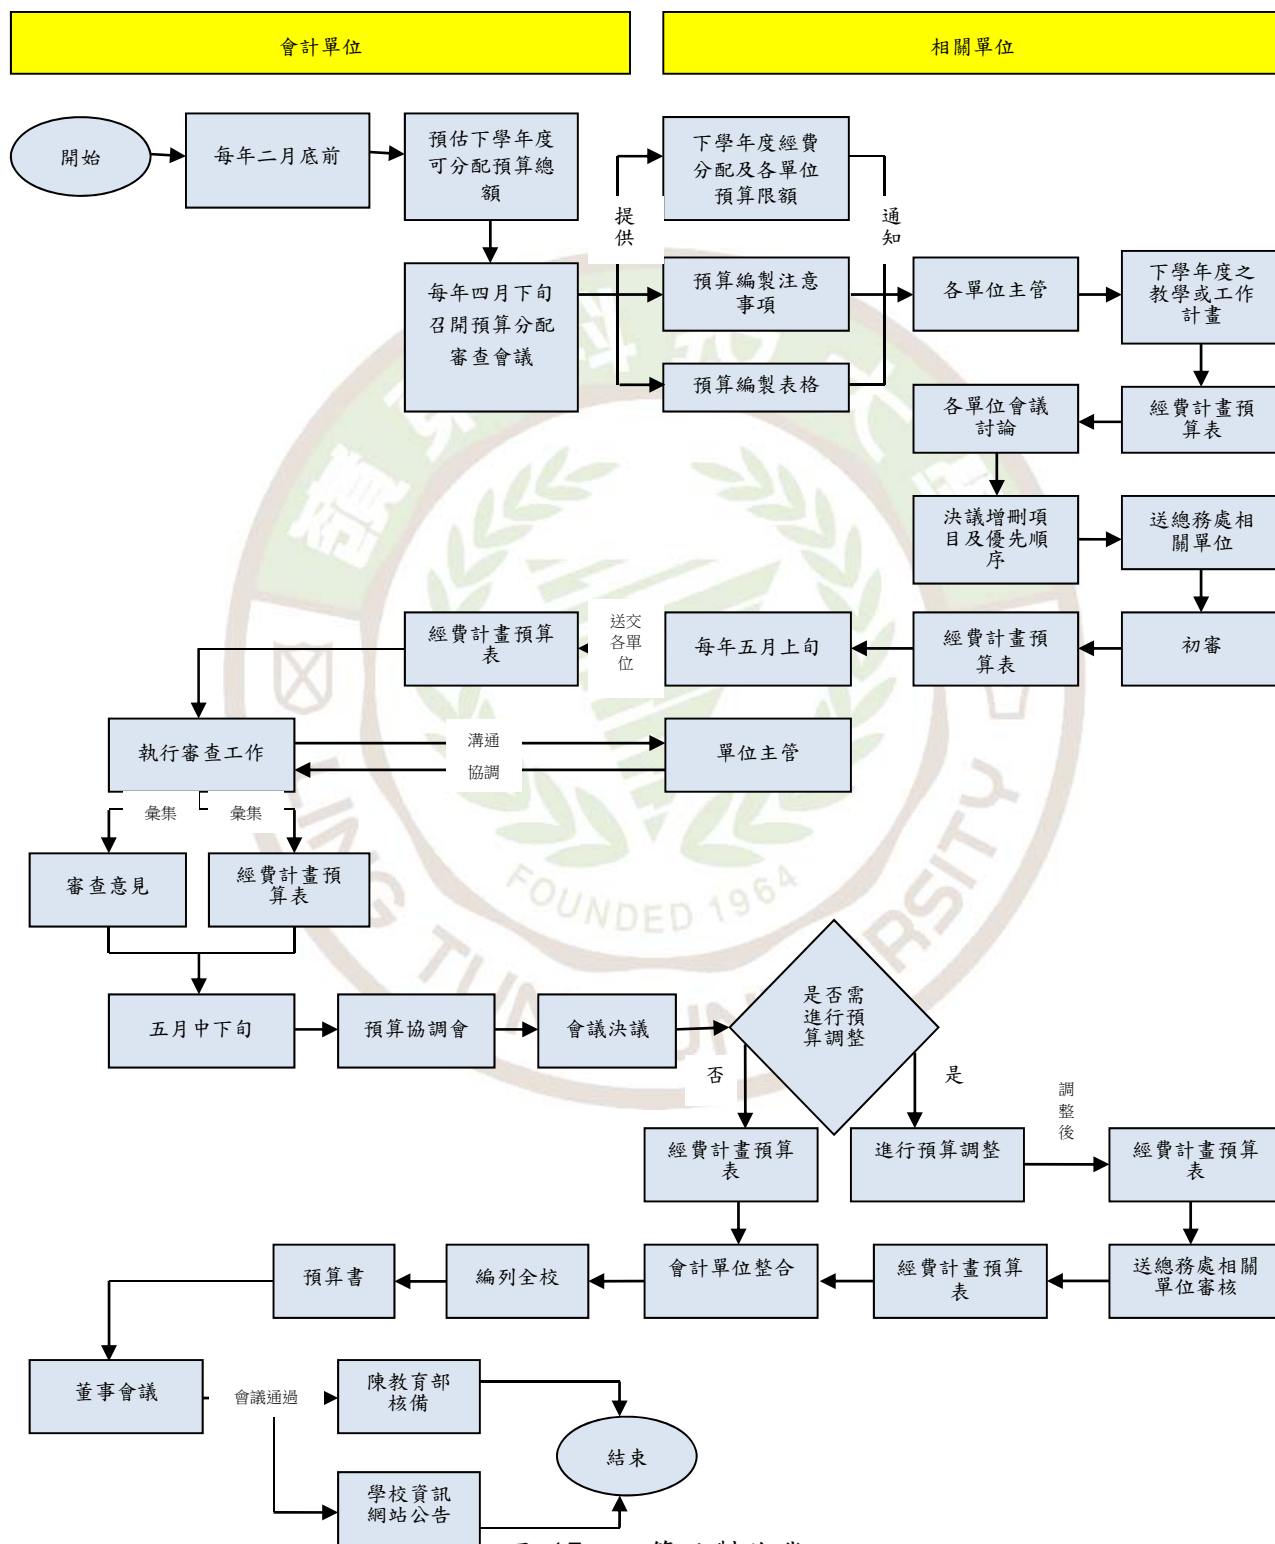 會計單位
相關單位
開始
每年二月底前
預估下學年度
可分配預算總
額
下學年度經費
分配及各單位
預算限額
提
供
通
知
每年四月下旬
召開預算分配
審查會議
預算編製注意
事項
各單位主管
下學年度之
教學或工作
計畫
預算編製表格
各單位會議
討論
經費計畫預
算表
決議增刪項
目及優先順
序
送總務處相
關單位
經費計畫預算
表
送交
各單
位
每年五月上旬
經費計畫預
算表
初審
執行審查工作
溝通
協調
單位主管
彙集
彙集
審查意見
經費計畫預
算表
FOUNDED 1964
LING TUNG UNIVERSITY
五月中下旬
預算協調會
會議決議
是否需
進行預
算調整
否
是
調
整
後
經費計畫預算
表
進行預算調整
經費計畫預算
表
預算書
編列全校
會計單位整合
經費計畫預算
表
送總務處相關
單位審核
董事會議
會議通過
陳教育部
核備
結束
學校資訊
網站公告